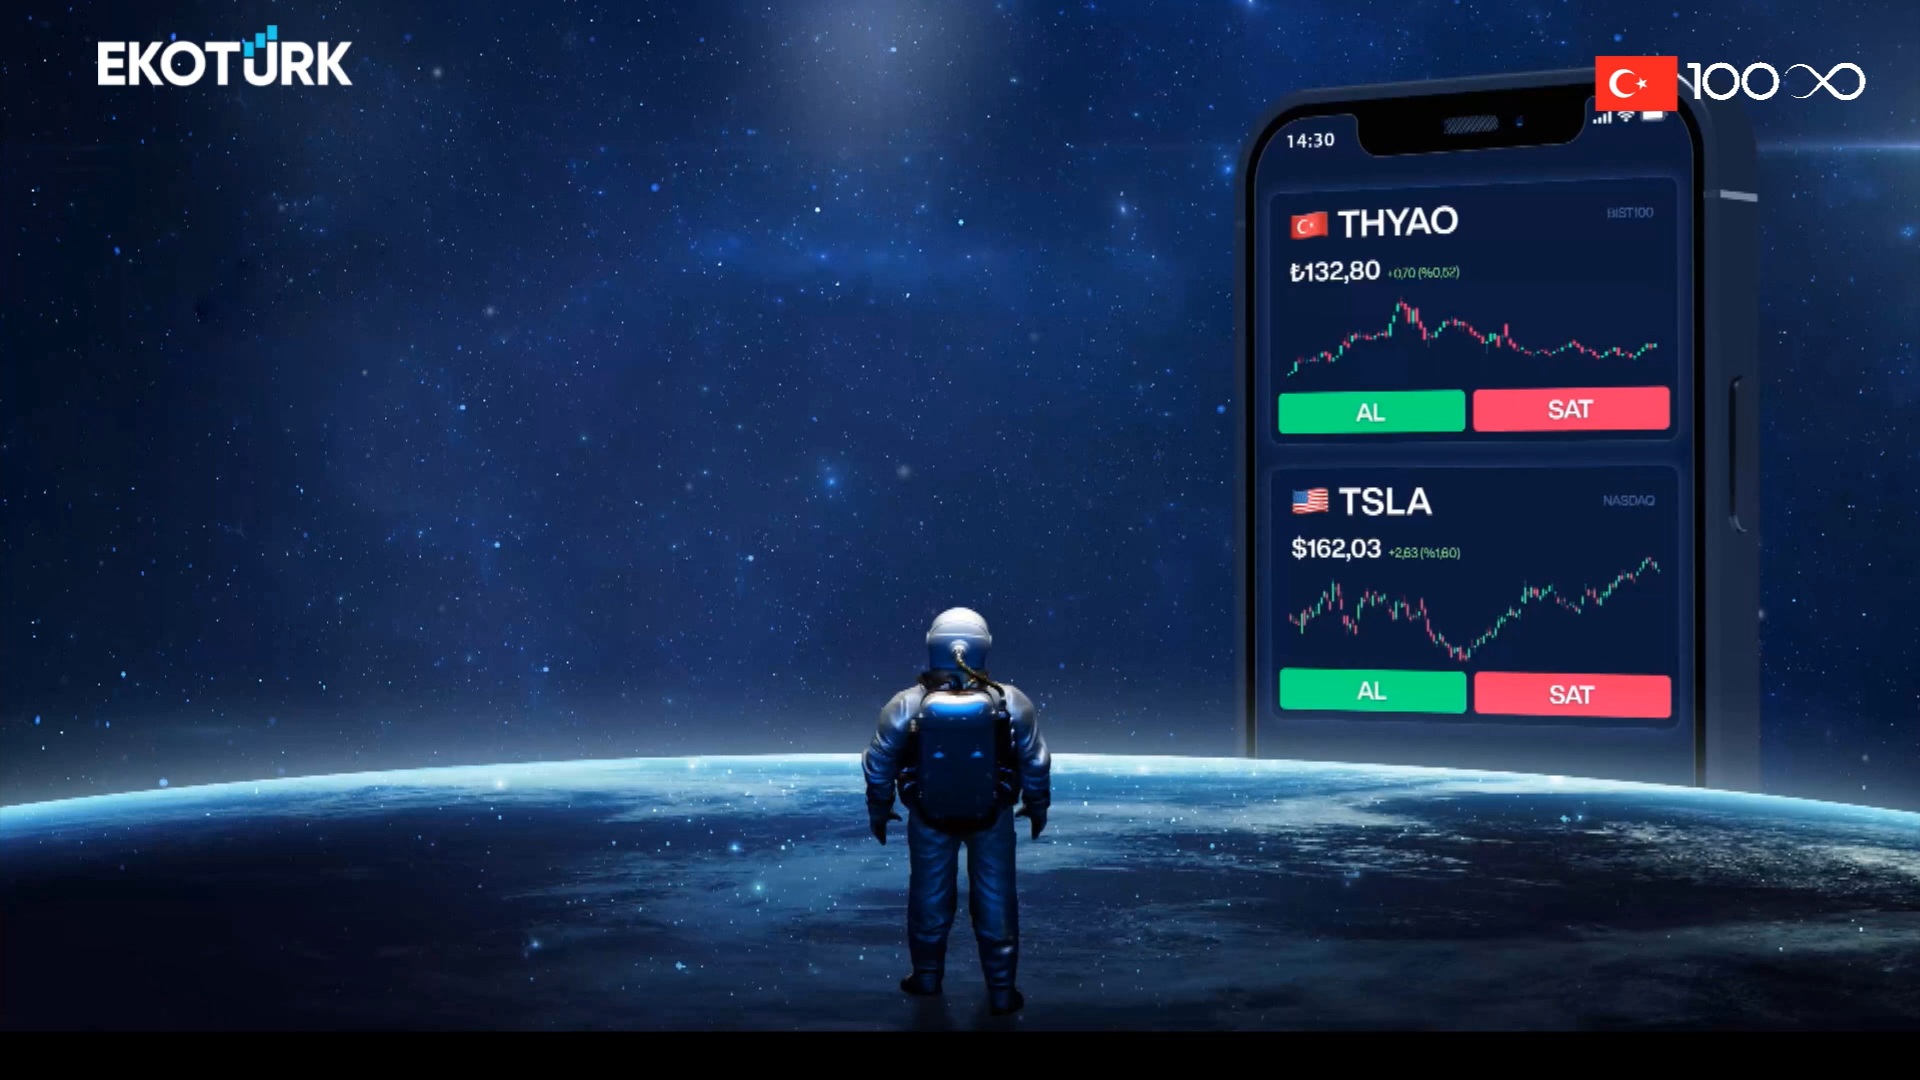 EKOTÜRK
100
14:30
THYAO
BIST100
₺132,80 +0,70 (%0,52)
AL
SAT
TSLA
NASDAQ
$162,03 +2,63 (%1,60)
AL
SAT